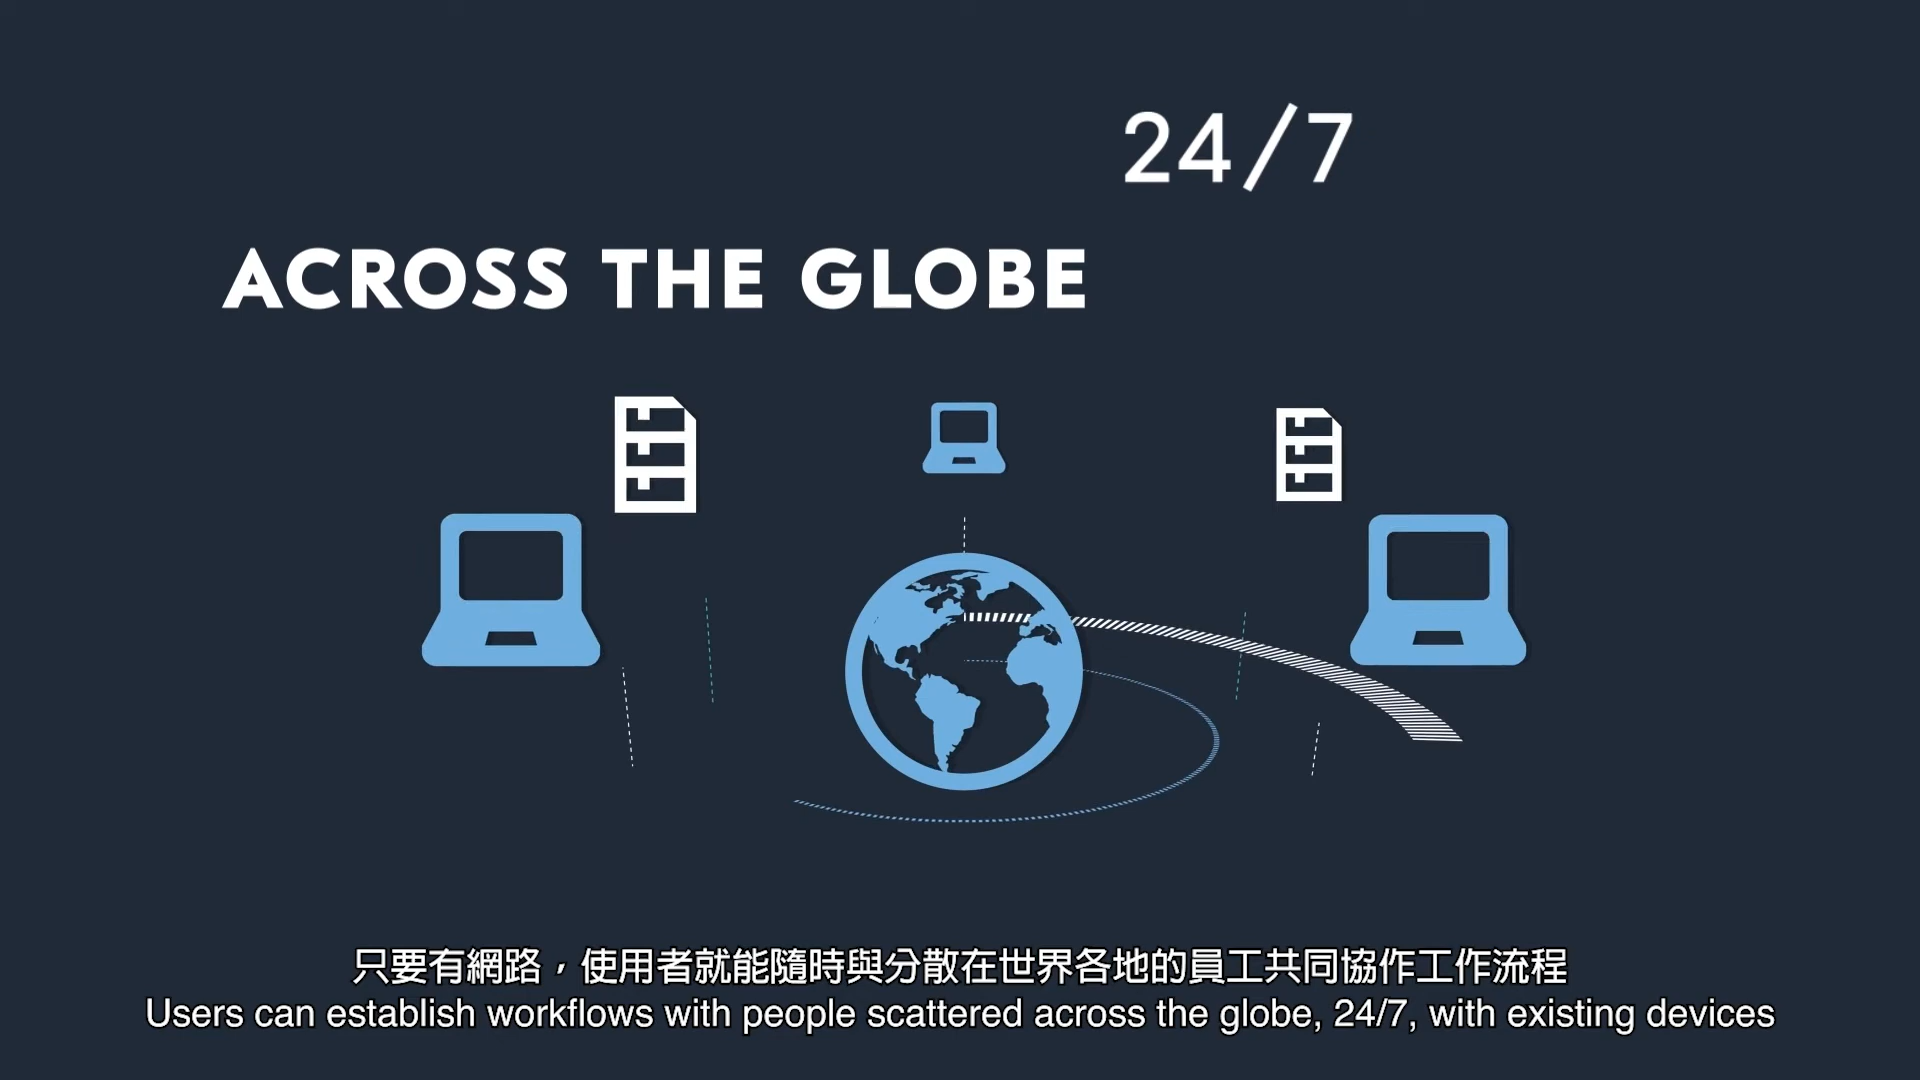 24/7
ACROSS THE GLOBE
只要有網路，使用者就能隨時與分散在世界各地的員工共同協作工作流程
Users can establish workflows with people scattered across the globe, 24/7, with existing devices